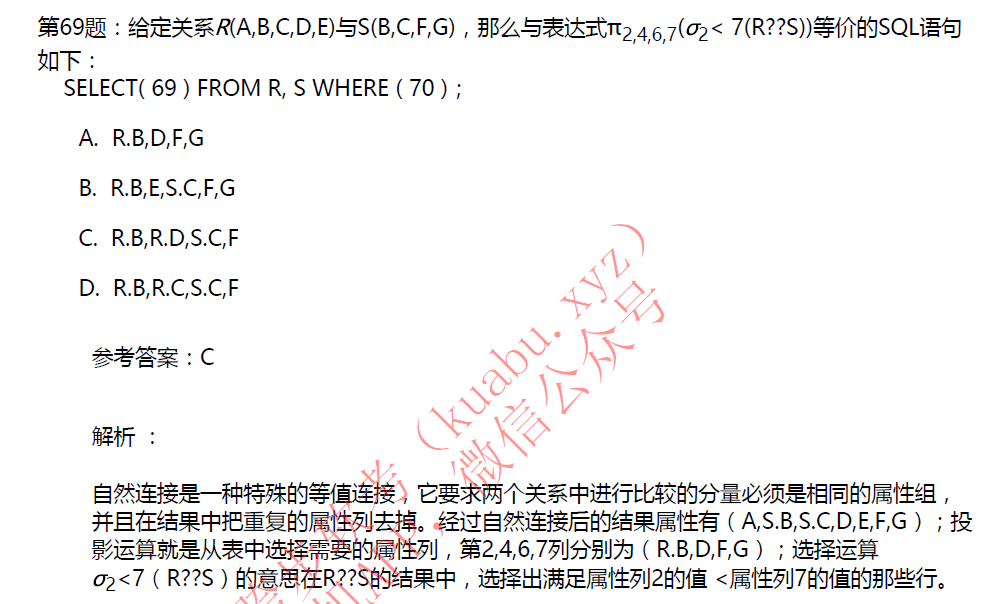 第69题：给定关系R(A,B,C,D,E)与S(B,C,F,G)，那么与表达式π2,4,6,7(σ2< 7(R??S))等价的SQL语句
如下：
SELECT( 69 ) FROM R, S WHERE ( 70 )；
A. R.B,D,F,G
B. R.B,E,S.C,F,G
C. R.B,R.D,S.C,F
D. R.B,R.C,S.C,F
参考答案：C
解析 ：
自然连接是一种特殊的等值连接，它要求两个关系中进行比较的分量必须是相同的属性组，
并且在结果中把重复的属性列去掉。经过自然连接后的结果属性有（A,S.B,S.C,D,E,F,G）；投
影运算就是从表中选择需要的属性列，第2,4,6,7列分别为（R.B,D,F,G）；选择运算
σ2<7（R??S）的意思在R??S的结果中，选择出满足属性列2的值 <属性列7的值的那些行。
（kuabu.xyz）
微信公众号